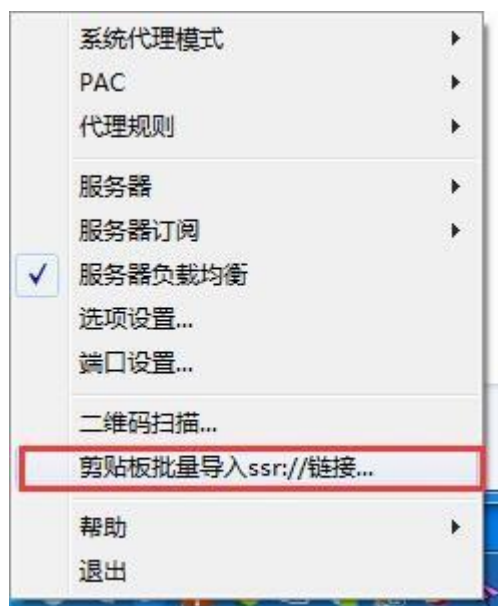 系统代理模式
PAC
代理规则
服务器
服务器订阅
服务器负载均衡
选项设置...
端口设置...
二维码扫描...
剪贴板批量导入ssr://链接...
帮助
退出